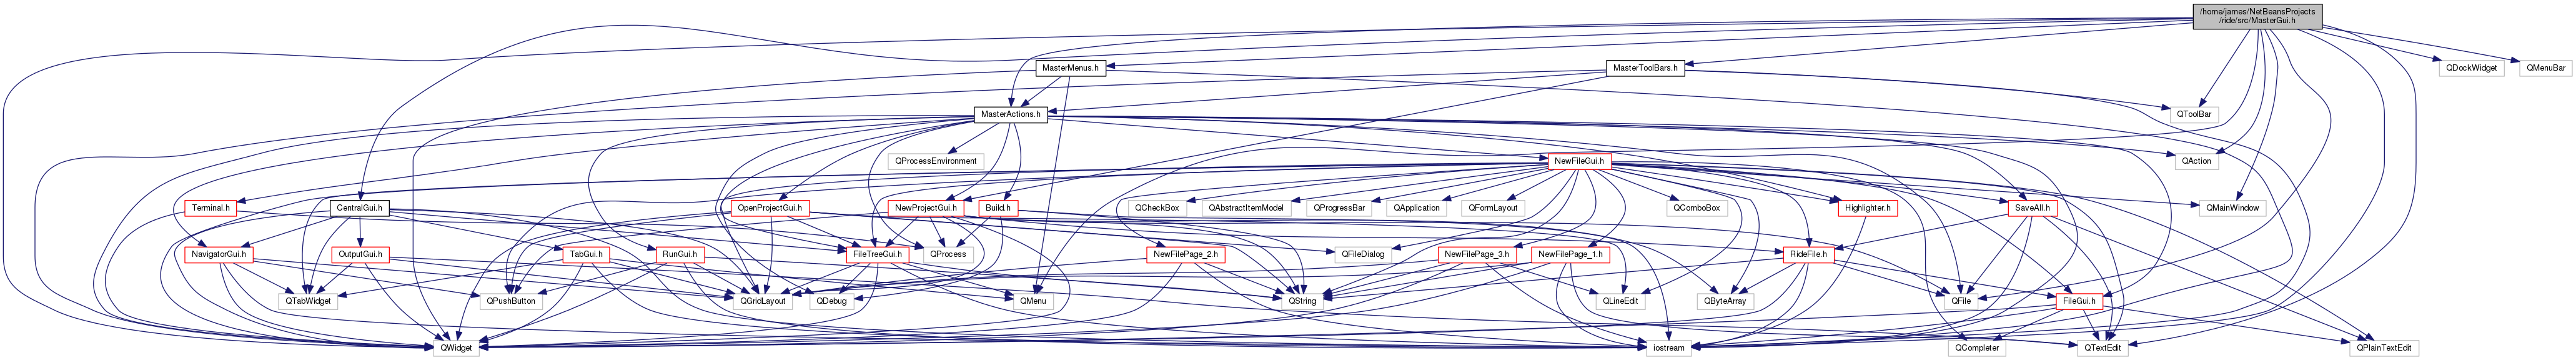 /home/james/NetBeansProjects
/ride/src/MasterGui.h
MasterMenus.h
MasterToolBars.h
QDockWidget
QMenuBar
MasterActions.h
QToolBar
QProcessEnvironment
NewFileGui.h
QAction
Terminal.h
CentralGui.h
OpenProjectGui.h
NewProjectGui.h
Build.h
QCheckBox
QAbstractItemModel
QProgressBar
QApplication
QFormLayout
QComboBox
Highlighter.h
SaveAll.h
QMainWindow
NavigatorGui.h
OutputGui.h
TabGui.h
RunGui.h
FileTreeGui.h
QProcess
NewFilePage_2.h
QFileDialog
NewFilePage_3.h
NewFilePage_1.h
RideFile.h
QTabWidget
QPushButton
QGridLayout
QDebug
QMenu
QString
QLineEdit
QByteArray
QFile
FileGui.h
QWidget
iostream
QCompleter
QTextEdit
QPlainTextEdit